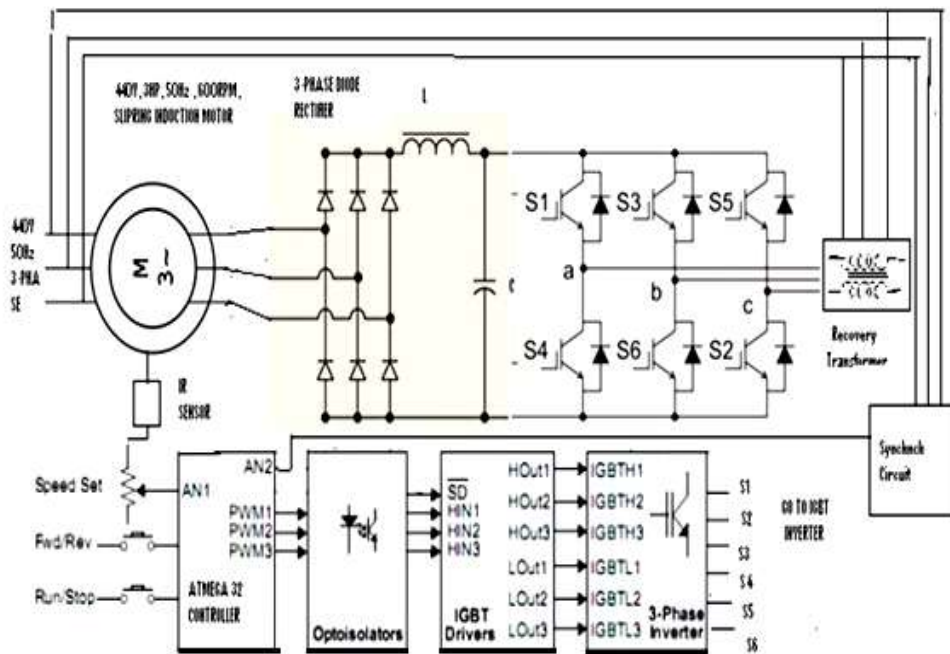 440V, 3HP, 50Hz , 600RPM,
SLIPRING INDUCTION MOTOR
3-PHASE DIODE
RECTIFIER
L
440V
50Hz
3-PHA
SE
M
3~
S1
S3
S5
a
b
c
C
S4
S6
S2
Recovery
Transformer
IR
SENSOR
Synchnch
Circuit
Speed Set
Fwd/Rev
Run/Stop
AN2
AN1
PWM1
PWM2
PWM3
ATMEGA 32
CONTROLLER
Optoisolators
SD
HIN1
HIN2
HIN3
HOut1
HOut2
HOut3
LOut1
LOut2
LOut3
IGBT
Drivers
IGBTH1
IGBTH2
IGBTH3
IGBTL1
IGBTL2
IGBTL3
3-Phase
Inverter
S1
S2
S3
S4
S5
S6
GO TO IGBT
INVERTER